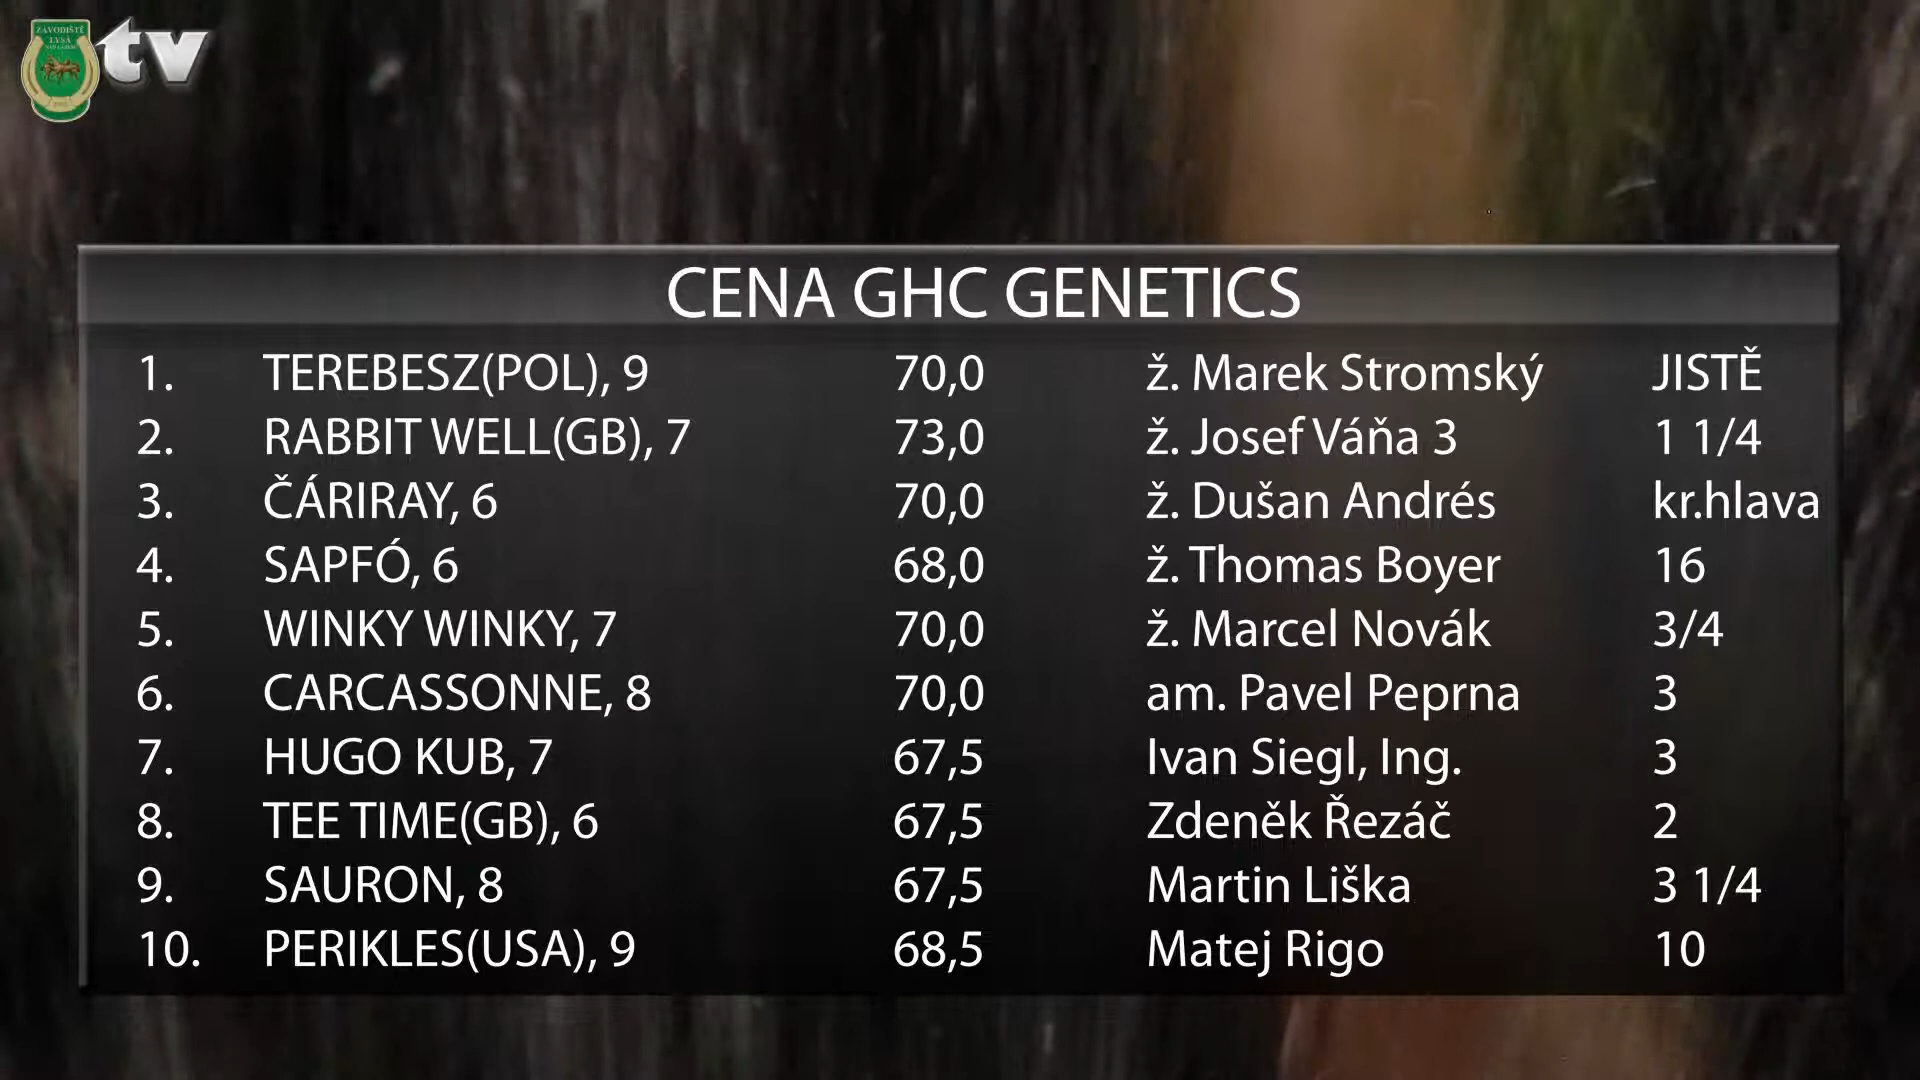 ZÁVODIŠTĚ
LYSÁ
tv
CENA GHC GENETICS
1. TEREBESZ(POL), 9 70,0 ž. Marek Stromský JISTĚ
2. RABBIT WELL(GB), 7 73,0 ž. Josef Váňa 3 1 1/4
3. ČÁRIRAY, 6 70,0 ž. Dušan Andrés kr.hlava
4. SAPFÓ, 6 68,0 ž. Thomas Boyer 16
5. WINKY WINKY, 7 70,0 ž. Marcel Novák 3/4
6. CARCASSONNE, 8 70,0 am. Pavel Peprna 3
7. HUGO KUB, 7 67,5 Ivan Siegl, Ing. 3
8. TEE TIME(GB), 6 67,5 Zdeněk Řezáč 2
9. SAURON, 8 67,5 Martin Liška 3 1/4
10. PERIKLES(USA), 9 68,5 Matej Rigo 10